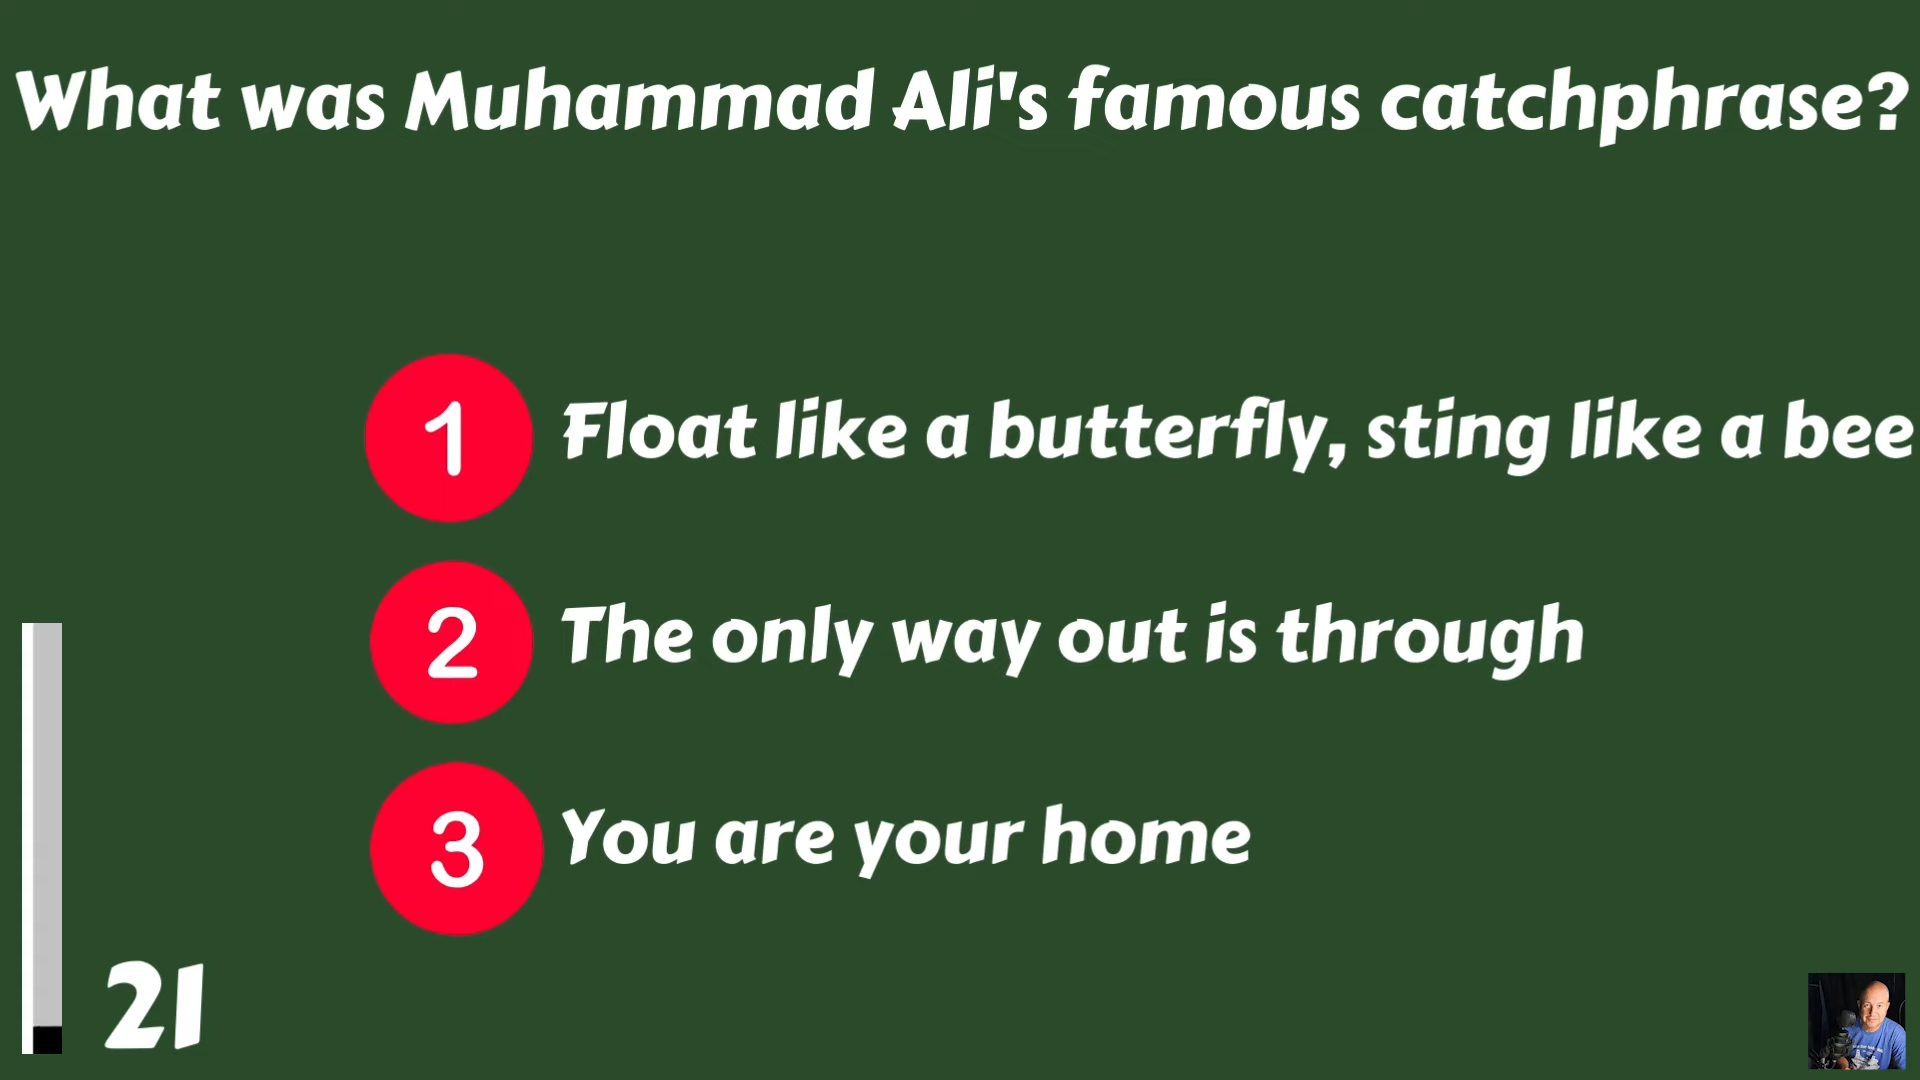 What was Muhammad Ali's famous catchphrase?
1 Float like a butterfly, sting like a bee
2 The only way out is through
3 You are your home
21